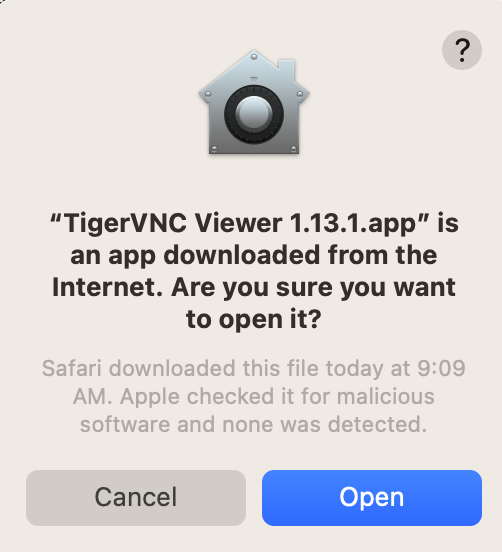 ?
“TigerVNC Viewer 1.13.1.app” is
an app downloaded from the
Internet. Are you sure you want
to open it?
Safari downloaded this file today at 9:09
AM. Apple checked it for malicious
software and none was detected.
Cancel
Open